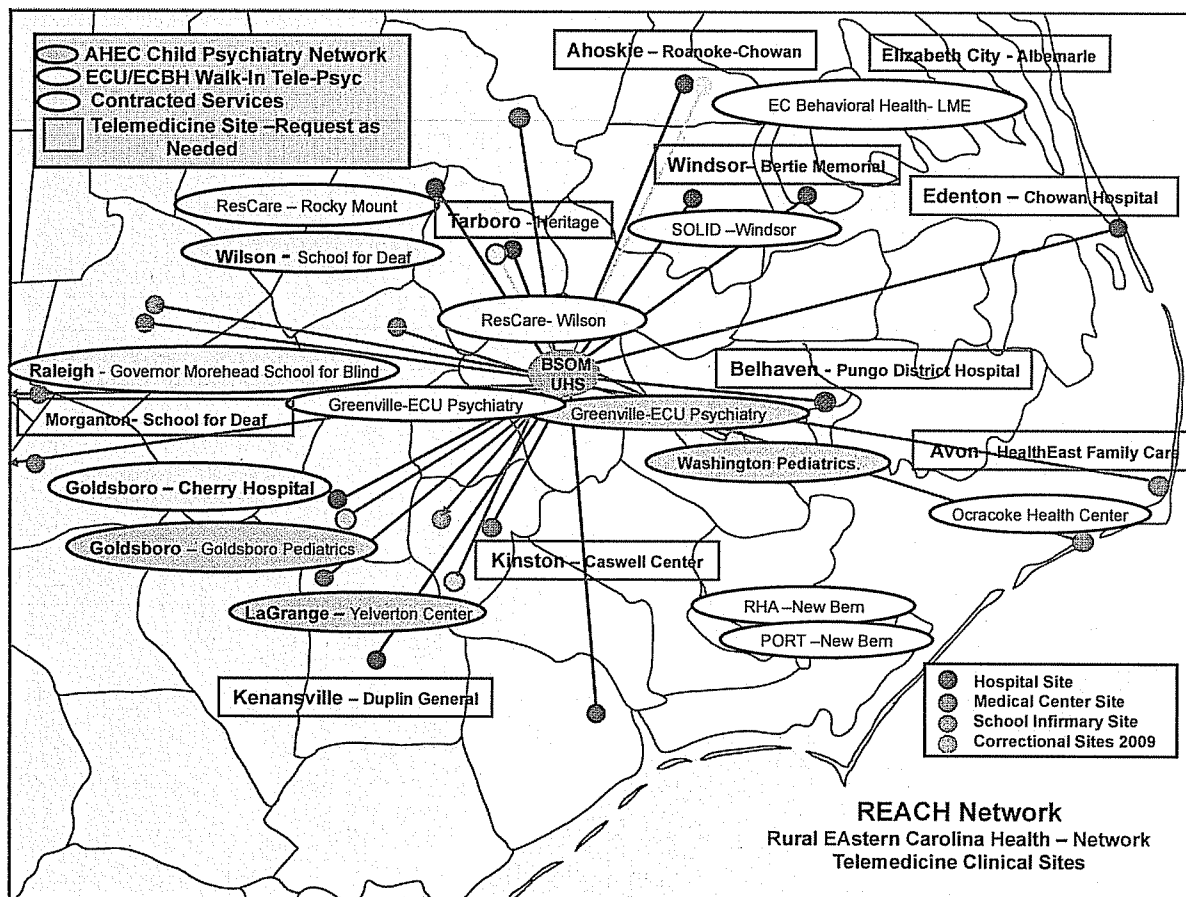 AHEC Child Psychiatry Network
ECU/ECBH Walk-In Tele-Psyc
Contracted Services
Telemedicine Site –Request as
Needed
Ahoskie – Roanoke-Chowan
Elizabeth City - Albemarle
EC Behavioral Health- LME
Windsor– Bertie Memorial
Edenton – Chowan Hospital
ResCare – Rocky Mount
Tarboro - Heritage
SOLID –Windsor
Wilson - School for Deaf
ResCare- Wilson
BSOM
UHS
Raleigh - Governor Morehead School for Blind
Belhaven - Pungo District Hospital
Greenville-ECU Psychiatry
Greenville-ECU Psychiatry
Morganton- School for Deaf
Avon – HealthEast Family Care
Washington Pediatrics.
Goldsboro – Cherry Hospital
Ocracoke Health Center
Goldsboro – Goldsboro Pediatrics
Kinston – Caswell Center
LaGrange – Yelverton Center
RHA –New Bern
PORT –New Bern
Kenansville – Duplin General
Hospital Site
Medical Center Site
School Infirmary Site
Correctional Sites 2009
REACH Network
Rural EAstern Carolina Health – Network
Telemedicine Clinical Sites